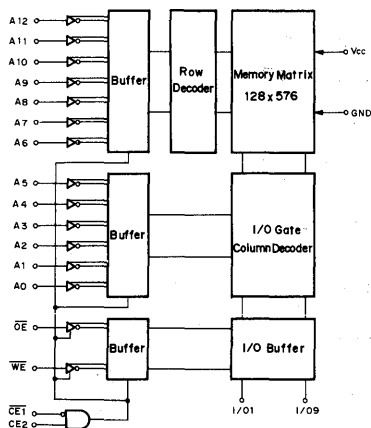 A12
A11
A10
A9
A8
A7
A6
Buffer
Row
Decoder
Memory Matrix
128 x 576
Vcc
GND
A5
A4
A3
A2
A1
A0
Buffer
I/O Gate
Column Decoder
OE
WE
Buffer
I/O Buffer
CE1
CE2
I/O1
I/O9